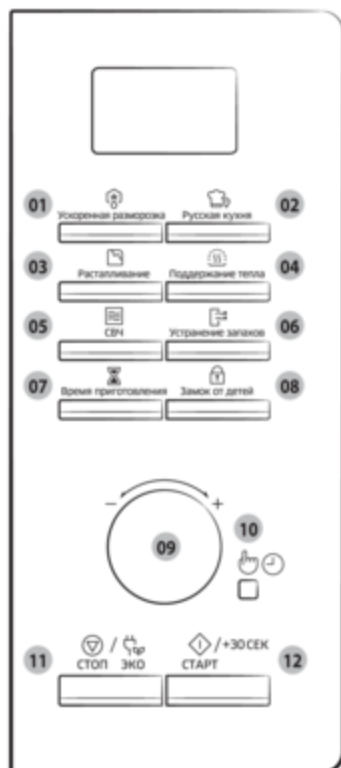 01 Ускоренная разморозка
Русская кухня 02
03 Растапливание
Поддержание тепла 04
05 СВЧ
Устранение запахов 06
07 Время приготовления
Замок от детей 08
− +
09
10
11 СТОП / ЭКО
/+30СЕК
СТАРТ 12